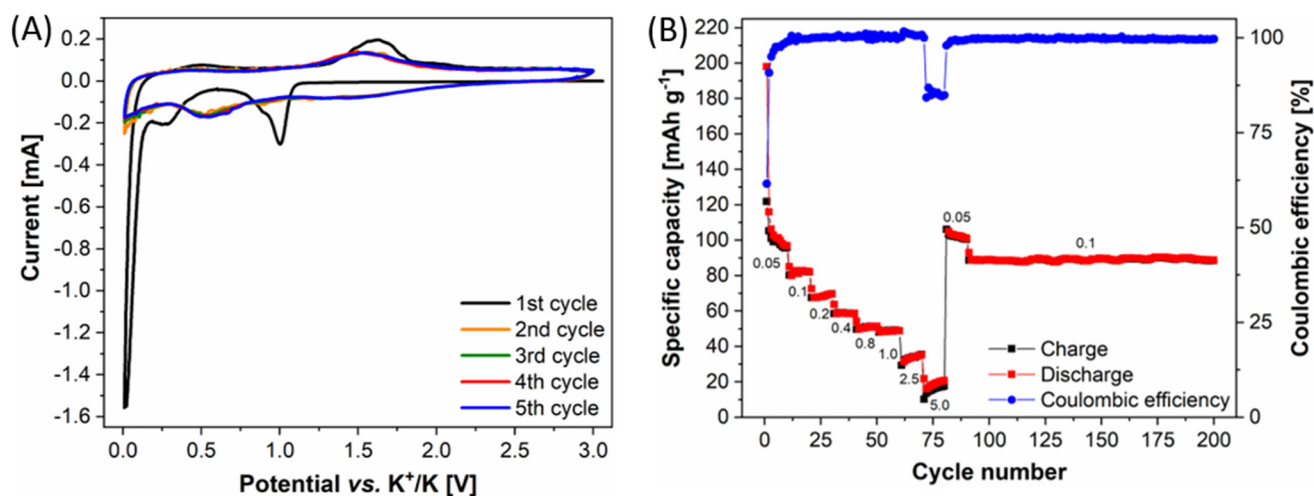 (A)
Current [mA]
0.2
0.0
-0.2
-0.4
-0.6
-0.8
-1.0
-1.2
-1.4
-1.6
1st cycle
2nd cycle
3rd cycle
4th cycle
5th cycle
0.0 0.5 1.0 1.5 2.0 2.5 3.0
Potential vs. K⁺/K [V]
(B)
Specific capacity [mAh g⁻¹]
220
200
180
160
140
120
100
80
60
40
20
0
0.05
0.1
0.2
0.4
0.8
1.0
2.5
5.0
0.05
0.1
Charge
Discharge
Coulombic efficiency
0 25 50 75 100 125 150 175 200
Cycle number
100
75
50
25
0
Coulombic efficiency [%]